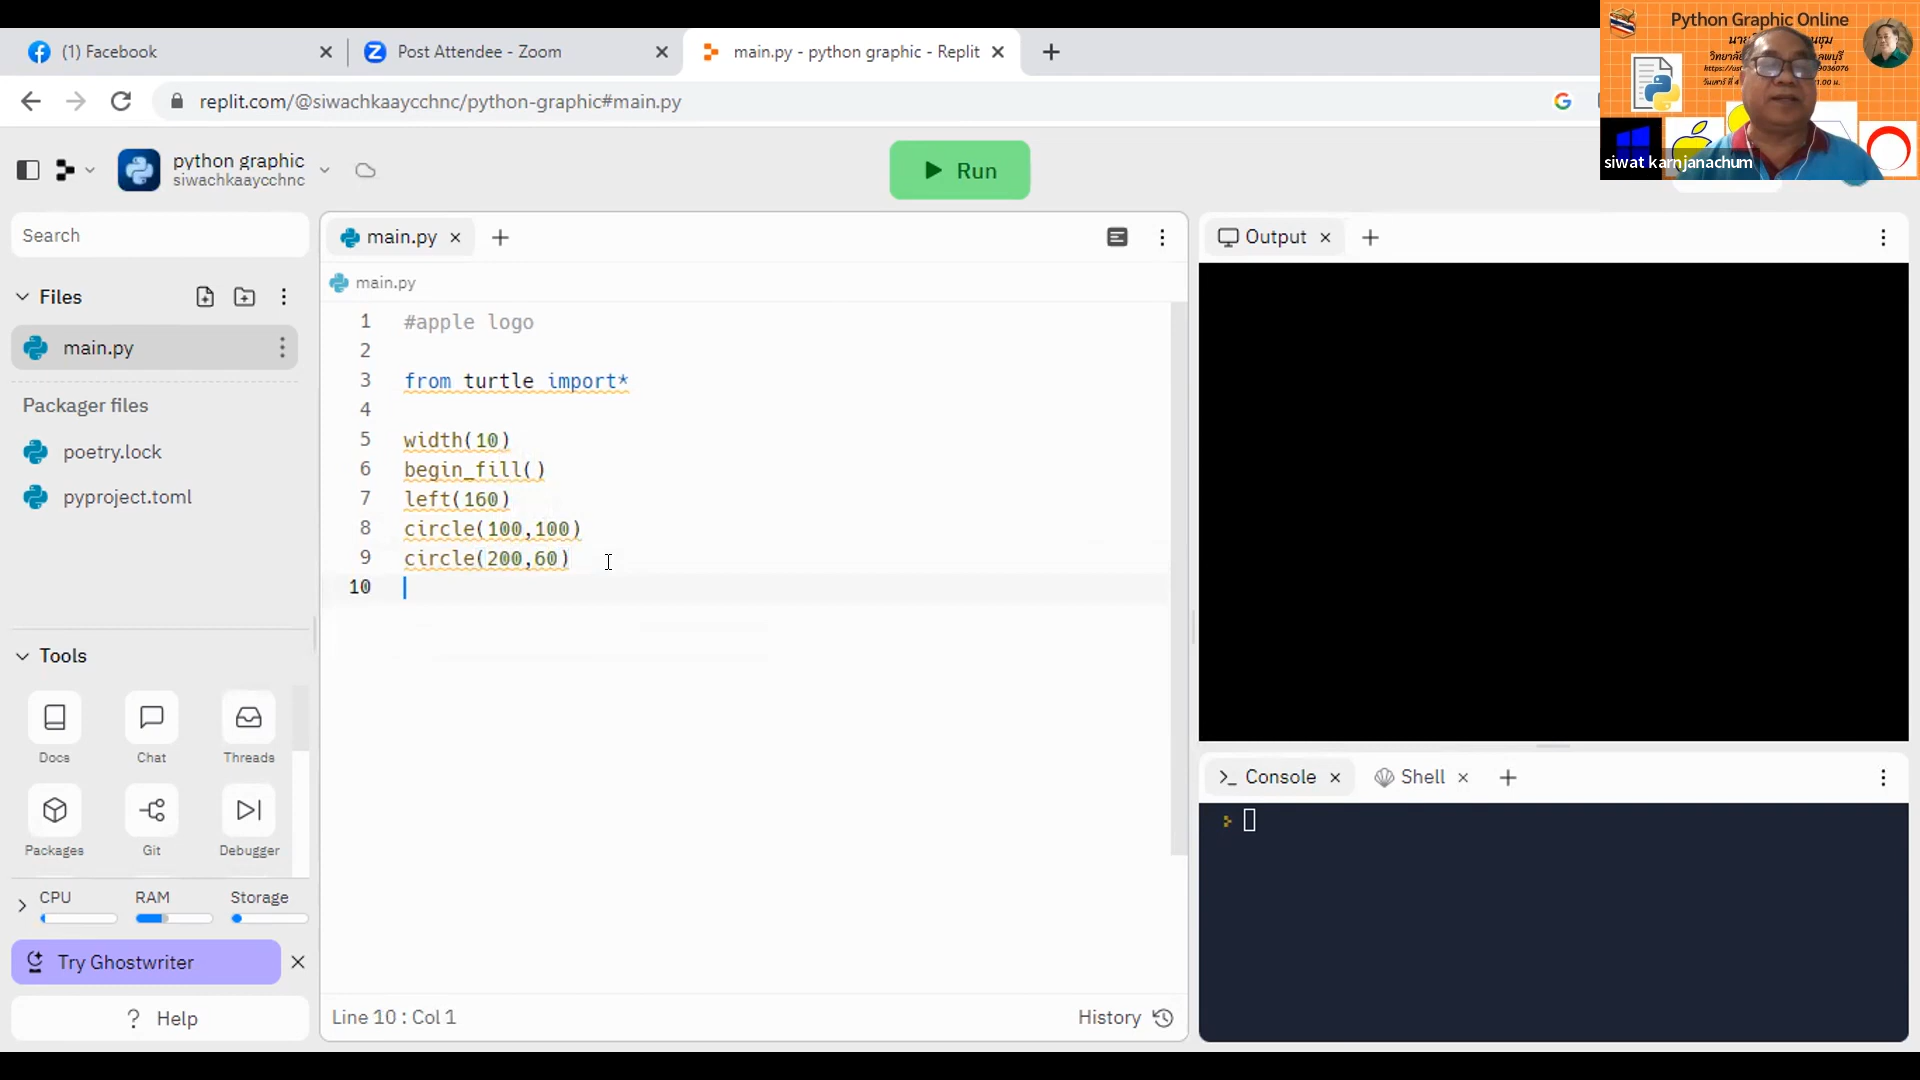 (1) Facebook
Post Attendee - Zoom
main.py - python graphic - Replit
replit.com/@siwachkaaycchnc/python-graphic#main.py
Python Graphic Online
siwat karnjanachum
python graphic
siwachkaaycchnc
Run
Search
Files
main.py
Packager files
poetry.lock
pyproject.toml
Tools
Docs
Chat
Threads
Packages
Git
Debugger
CPU
RAM
Storage
Try Ghostwriter
? Help
main.py
main.py
1 #apple logo
2
3 from turtle import*
4
5 width(10)
6 begin_fill()
7 left(160)
8 circle(100,100)
9 circle(200,60)
10
Line 10 : Col 1
History
Output
Console
Shell